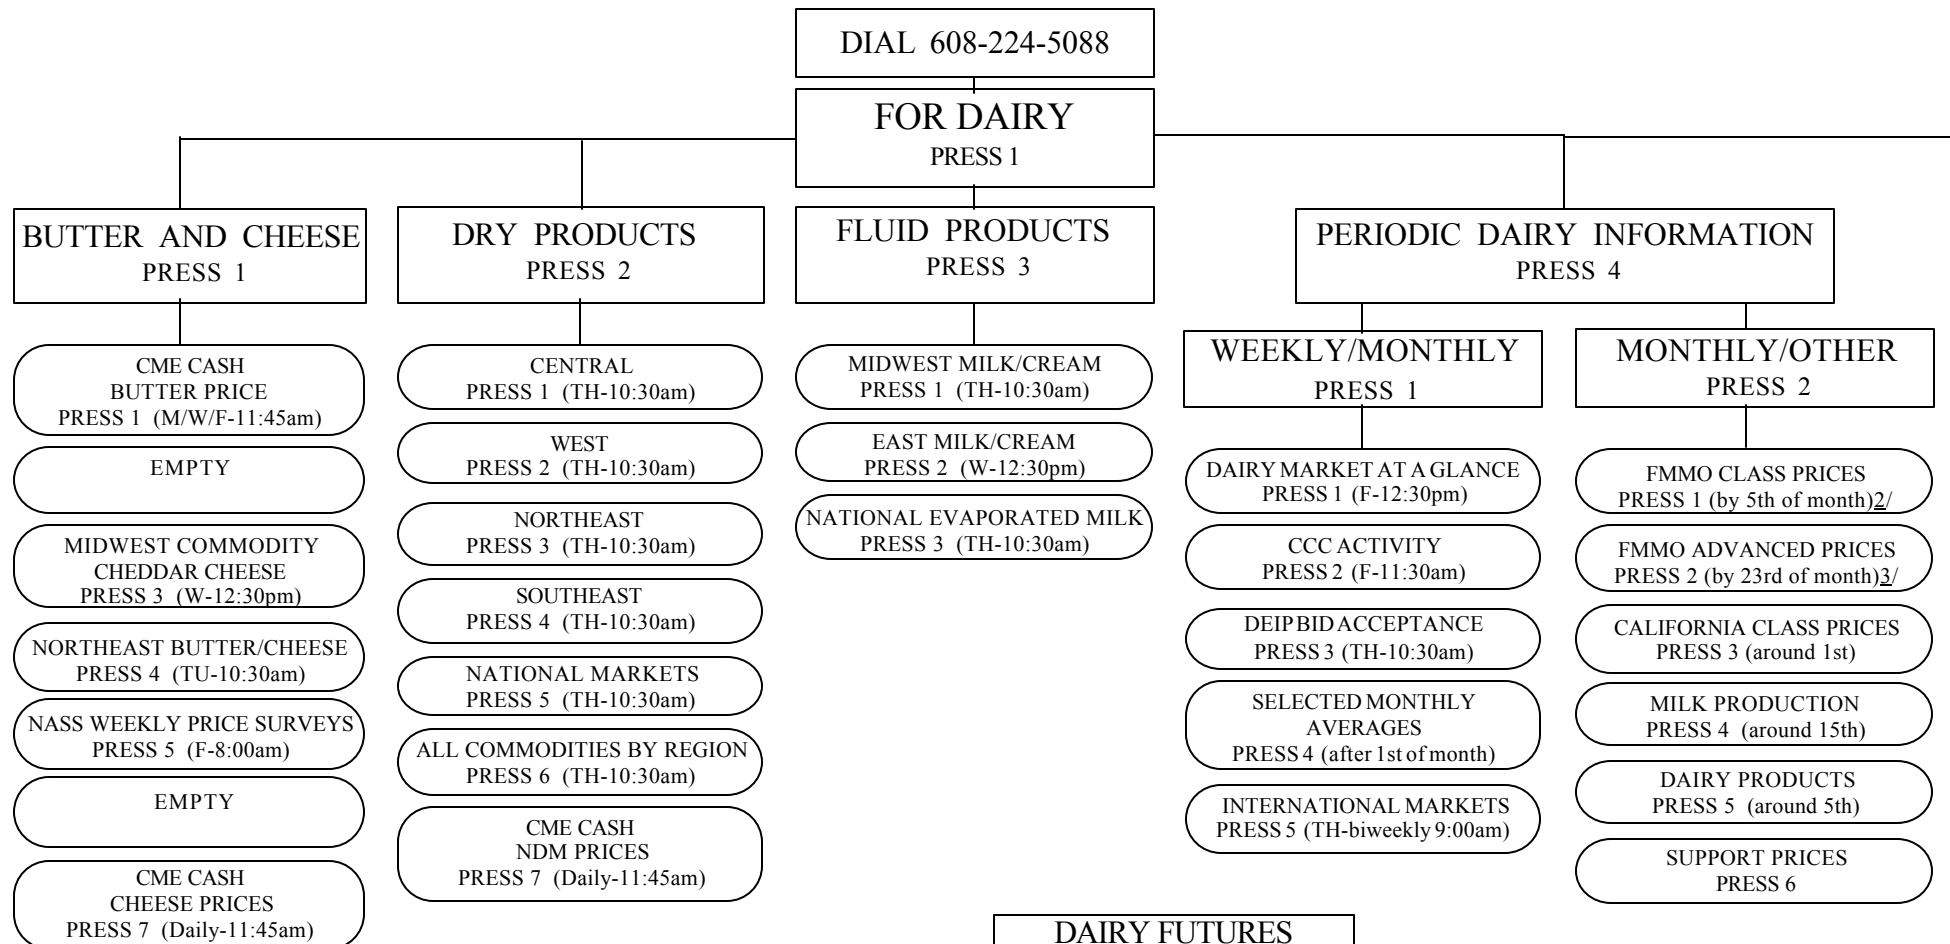 DIAL 608-224-5088
FOR DAIRY
PRESS 1
BUTTER AND CHEESE
PRESS 1
CME CASH
BUTTER PRICE
PRESS 1 (M/W/F-11:45am)
EMPTY
MIDWEST COMMODITY
CHEDDAR CHEESE
PRESS 3 (W-12:30pm)
NORTHEAST BUTTER/CHEESE
PRESS 4 (TU-10:30am)
NASS WEEKLY PRICE SURVEYS
PRESS 5 (F-8:00am)
EMPTY
CME CASH
CHEESE PRICES
PRESS 7 (Daily-11:45am)
DRY PRODUCTS
PRESS 2
CENTRAL
PRESS 1 (TH-10:30am)
WEST
PRESS 2 (TH-10:30am)
NORTHEAST
PRESS 3 (TH-10:30am)
SOUTHEAST
PRESS 4 (TH-10:30am)
NATIONAL MARKETS
PRESS 5 (TH-10:30am)
ALL COMMODITIES BY REGION
PRESS 6 (TH-10:30am)
CME CASH
NDM PRICES
PRESS 7 (Daily-11:45am)
FLUID PRODUCTS
PRESS 3
MIDWEST MILK/CREAM
PRESS 1 (TH-10:30am)
EAST MILK/CREAM
PRESS 2 (W-12:30pm)
NATIONAL EVAPORATED MILK
PRESS 3 (TH-10:30am)
PERIODIC DAIRY INFORMATION
PRESS 4
WEEKLY/MONTHLY
PRESS 1
DAIRY MARKET AT A GLANCE
PRESS 1 (F-12:30pm)
CCC ACTIVITY
PRESS 2 (F-11:30am)
DEIP BID ACCEPTANCE
PRESS 3 (TH-10:30am)
SELECTED MONTHLY
AVERAGES
PRESS 4 (after 1st of month)
INTERNATIONAL MARKETS
PRESS 5 (TH-biweekly 9:00am)
MONTHLY/OTHER
PRESS 2
FMMO CLASS PRICES
PRESS 1 (by 5th of month)2/
FMMO ADVANCED PRICES
PRESS 2 (by 23rd of month)3/
CALIFORNIA CLASS PRICES
PRESS 3 (around 1st)
MILK PRODUCTION
PRESS 4 (around 15th)
DAIRY PRODUCTS
PRESS 5 (around 5th)
SUPPORT PRICES
PRESS 6
DAIRY FUTURES